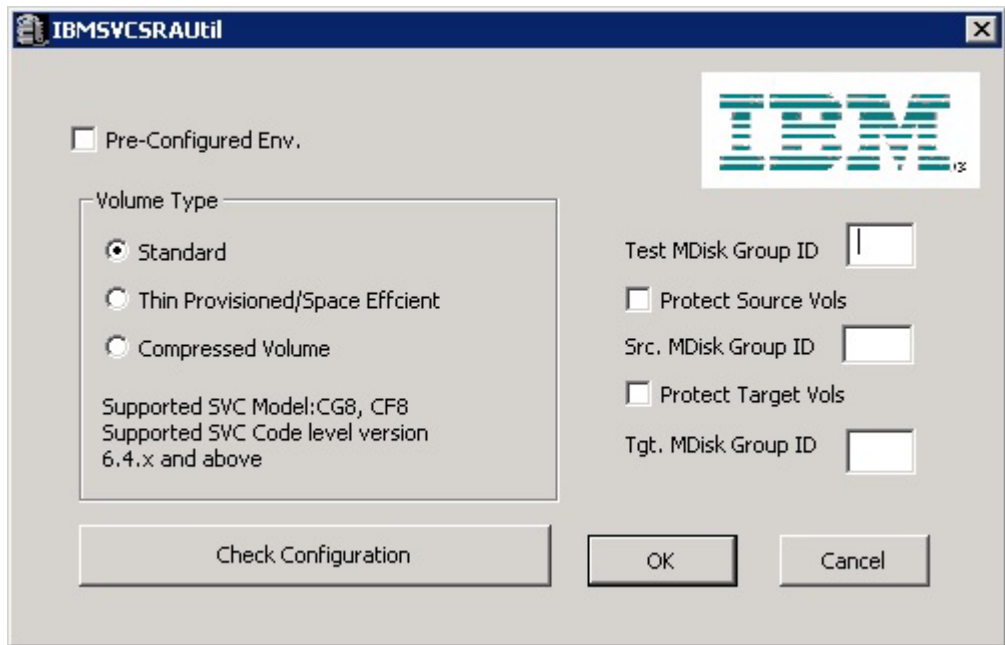 IBMSVCSRAUtil
IBM
Pre-Configured Env.
Volume Type
Standard
Thin Provisioned/Space Effcient
Compressed Volume
Supported SVC Model:CG8, CF8
Supported SVC Code level version
6.4.x and above
Test MDisk Group ID
Protect Source Vols
Src. MDisk Group ID
Protect Target Vols
Tgt. MDisk Group ID
Check Configuration
OK
Cancel